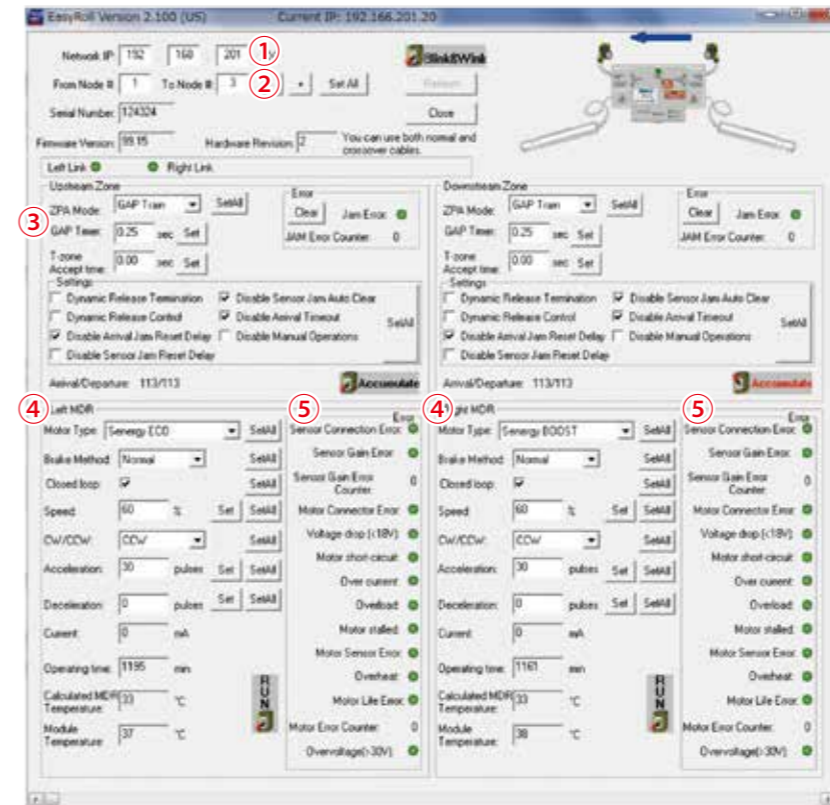 EasyRoll Version 2.100 (US) Current IP: 192.166.201.20
Network IP: 192 168 201 ①
From Node #: 1 To Node #: 3 ② + Set All
Blink&Wink
Close
Serial Number: 124324
Firmware Version: 99.15 Hardware Revision: 2 You can use both normal and
crossover cables.
Left Link Right Link
Upstream Zone
ZPA Mode: GAP Train SetAll
③ GAP Timer: 0.25 sec Set
T-zone
Accept time: 0.00 sec Set
Error
Clear Jam Error:
JAM Error Counter: 0
Settings
Dynamic Release Termination Disable Sensor Jam Auto Clear
Dynamic Release Control Disable Arrival Timeout
Disable Arrival Jam Reset Delay Disable Manual Operations
Disable Sensor Jam Reset Delay
SetAll
Arrival/Departure: 113/113 Accumulate
Downstream Zone
ZPA Mode: GAP Train SetAll
GAP Timer: 0.25 sec Set
T-zone
Accept time: 0.00 sec Set
Error
Clear Jam Error:
JAM Error Counter: 0
Settings
Dynamic Release Termination Disable Sensor Jam Auto Clear
Dynamic Release Control Disable Arrival Timeout
Disable Arrival Jam Reset Delay Disable Manual Operations
Disable Sensor Jam Reset Delay
SetAll
Arrival/Departure: 113/113 Accumulate
④ Left MDR
Motor Type: Senergy ECO SetAll
Brake Method: Normal SetAll
Closed loop: SetAll
Speed: 60 % Set SetAll
CW/CCW: CCW SetAll
Acceleration: 30 pulses Set SetAll
Deceleration: 0 pulses Set SetAll
Current: 0 mA
Operating time: 1195 min
Calculated MDR
Temperature: 33 °C
Module
Temperature: 37 °C
RUN
⑤ Error
Sensor Connection Error:
Sensor Gain Error:
Sensor Gain Error
Counter: 0
Motor Connector Error:
Voltage drop (<18V):
Motor short-circuit:
Over current:
Overload:
Motor stalled:
Motor Sensor Error:
Overheat:
Motor Life Error:
Motor Error Counter: 0
Overvoltage(>30V):
④ Right MDR
Motor Type: Senergy BOOST SetAll
Brake Method: Normal SetAll
Closed loop: SetAll
Speed: 60 % Set SetAll
CW/CCW: CCW SetAll
Acceleration: 30 pulses Set SetAll
Deceleration: 0 pulses Set SetAll
Current: 0 mA
Operating time: 1161 min
Calculated MDR
Temperature: 33 °C
Module
Temperature: 38 °C
RUN
⑤ Error
Sensor Connection Error:
Sensor Gain Error:
Sensor Gain Error
Counter: 0
Motor Connector Error:
Voltage drop (<18V):
Motor short-circuit:
Over current:
Overload:
Motor stalled:
Motor Sensor Error:
Overheat:
Motor Life Error:
Motor Error Counter: 0
Overvoltage(>30V):